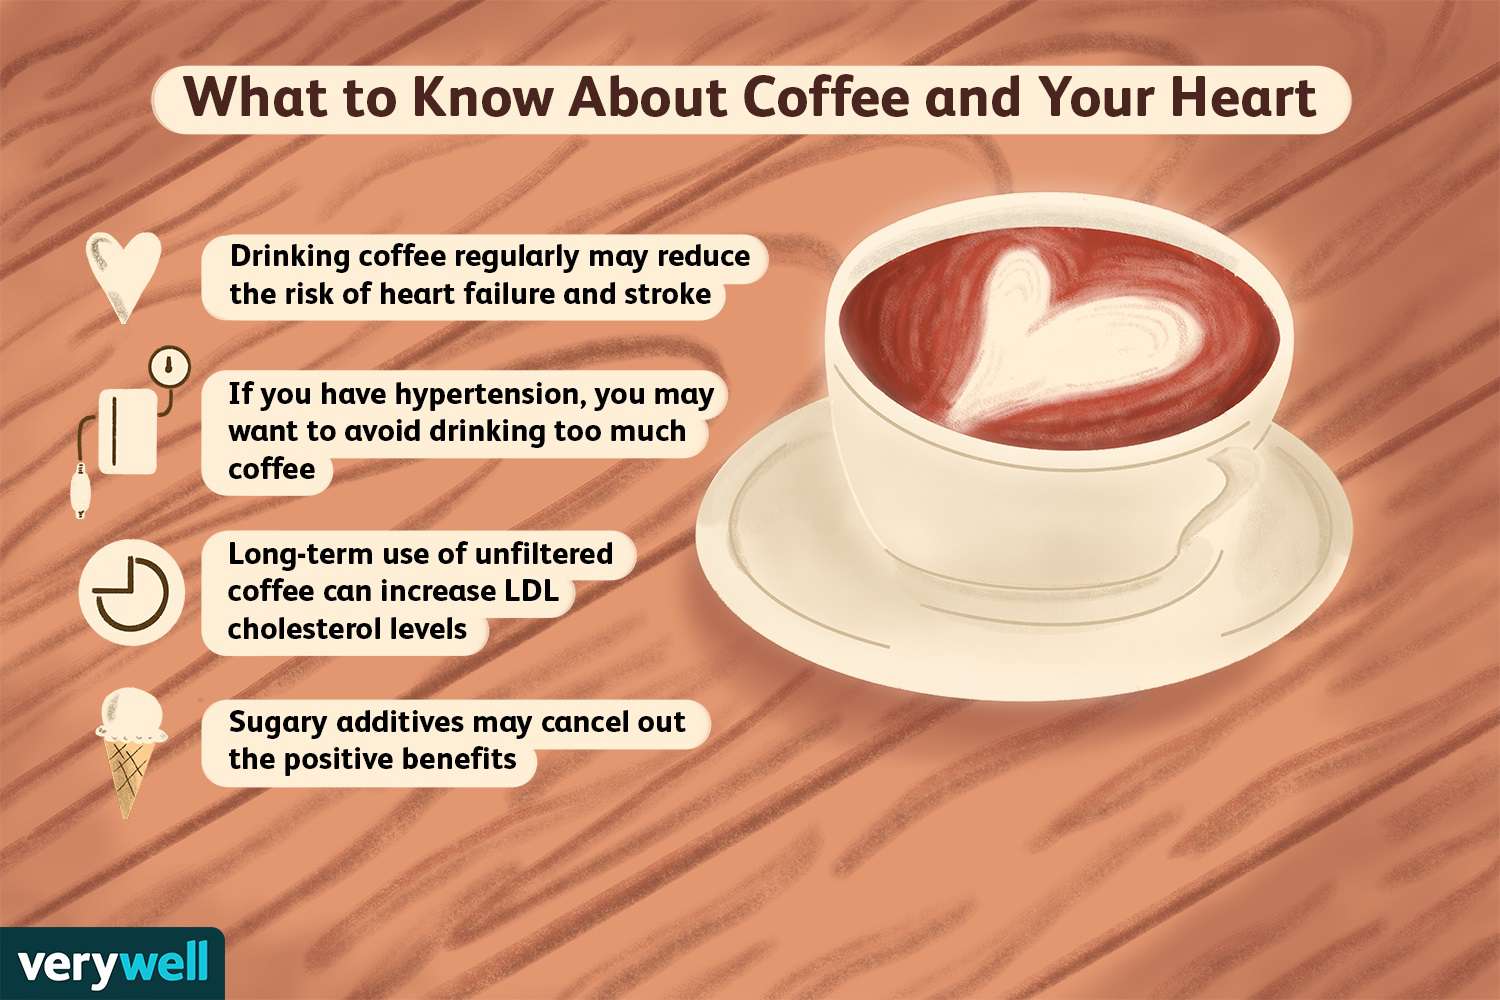 What to Know About Coffee and Your Heart
Drinking coffee regularly may reduce
the risk of heart failure and stroke
If you have hypertension, you may
want to avoid drinking too much
coffee
Long-term use of unfiltered
coffee can increase LDL
cholesterol levels
Sugary additives may cancel out
the positive benefits
verywell